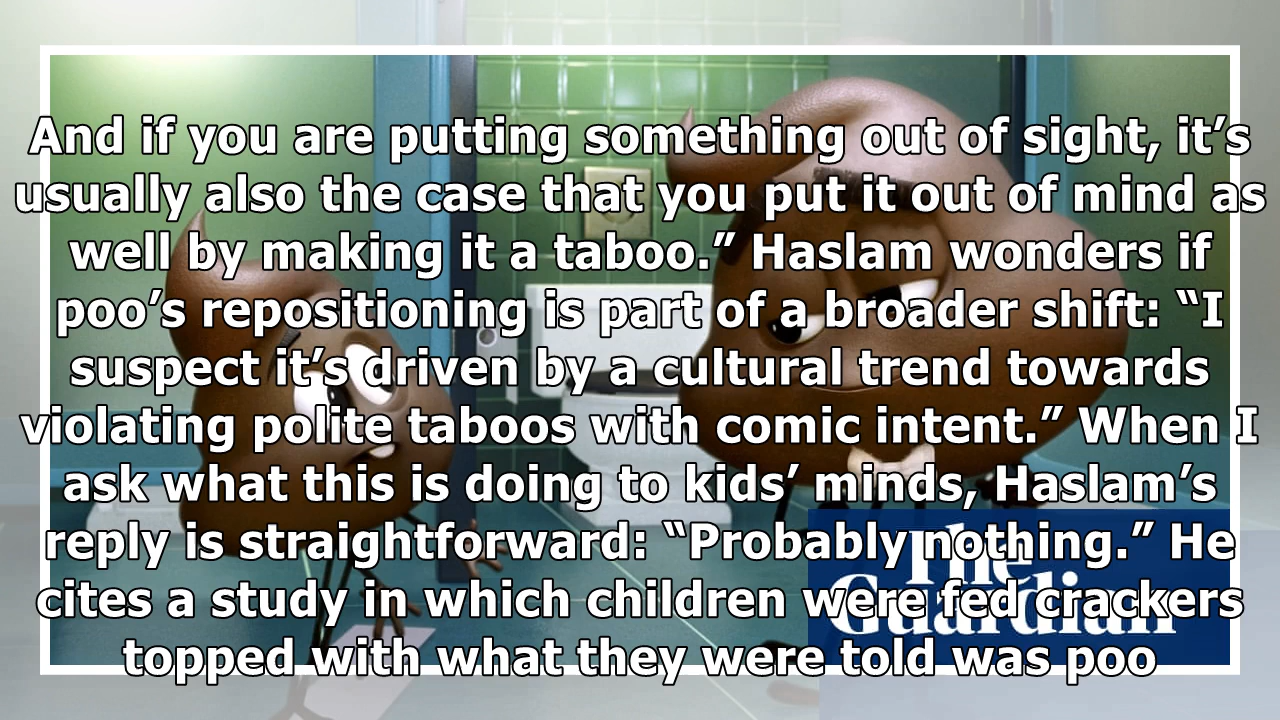 And if you are putting something out of sight, it’s
usually also the case that you put it out of mind as
well by making it a taboo.” Haslam wonders if
poo’s repositioning is part of a broader shift: “I
suspect it’s driven by a cultural trend towards
violating polite taboos with comic intent.” When I
ask what this is doing to kids’ minds, Haslam’s
reply is straightforward: “Probably nothing.” He
cites a study in which children were fed crackers
topped with what they were told was poo
The
Guardian